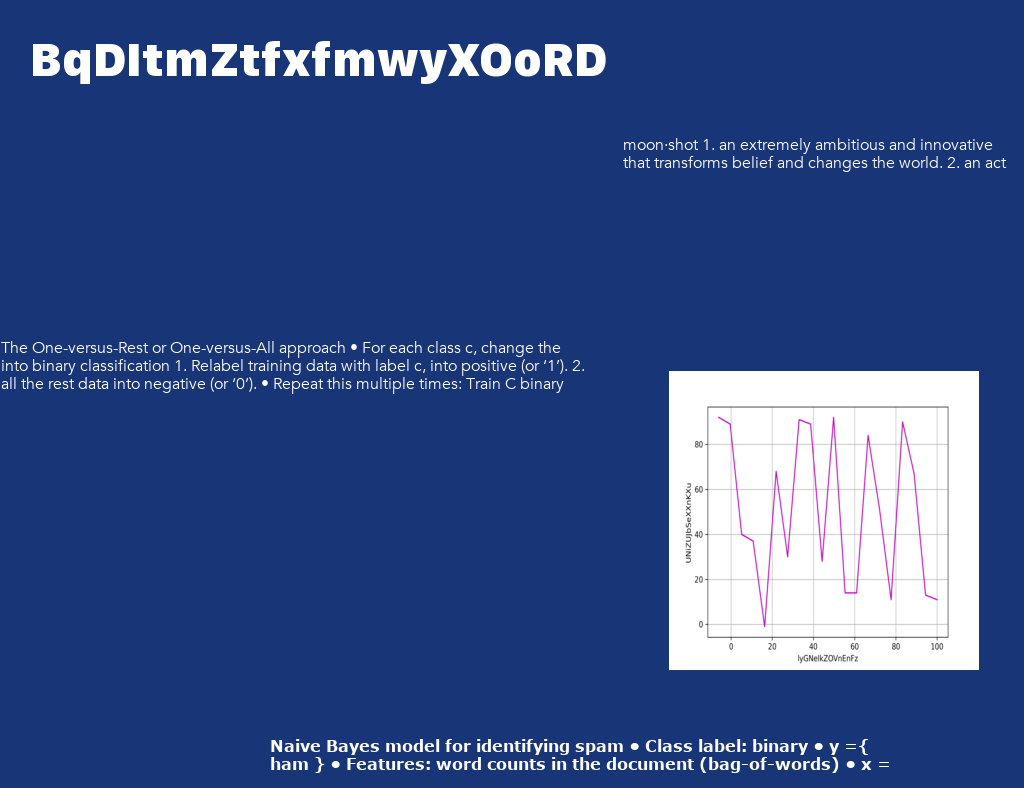 BqDItmZtfxfmwyXOoRD
moon·shot 1. an extremely ambitious and innovative
that transforms belief and changes the world. 2. an act
The One-versus-Rest or One-versus-All approach • For each class c, change the
into binary classification 1. Relabel training data with label c, into positive (or ‘1’). 2.
all the rest data into negative (or ‘0’). • Repeat this multiple times: Train C binary
80
60
40
20
0
UNiZUJbSeXXnKXu
0 20 40 60 80 100
lyGNelkZOVnEnFz
Naive Bayes model for identifying spam • Class label: binary • y ={
ham } • Features: word counts in the document (bag-of-words) • x =